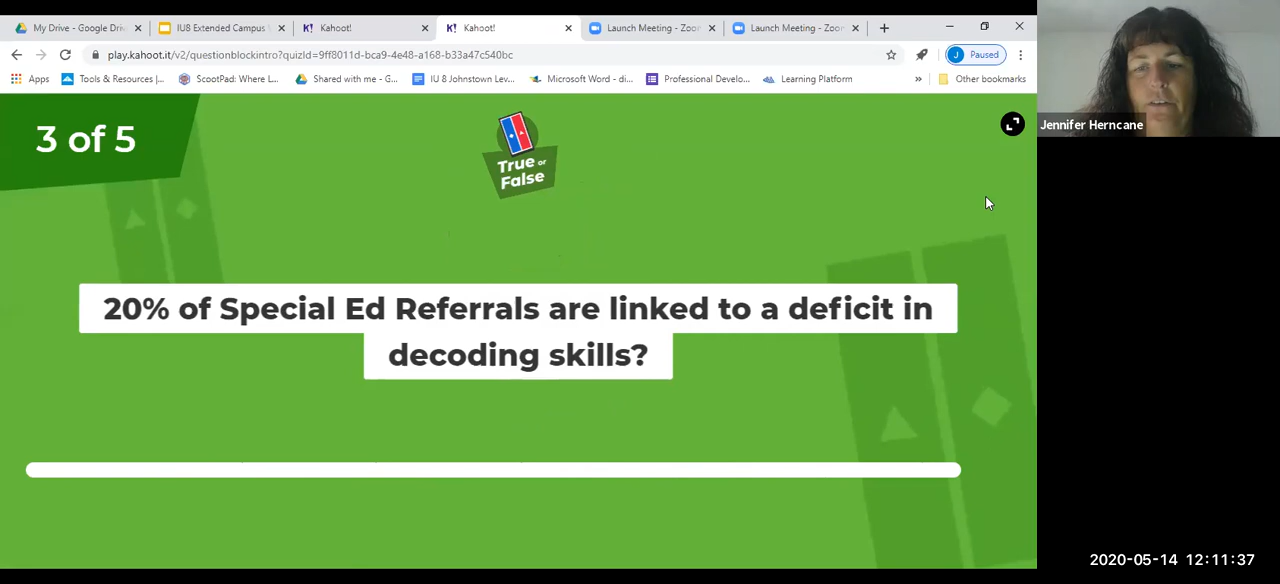 My Drive - Google Driv
IU8 Extended Campus
Kahoot!
Kahoot!
Launch Meeting - Zoom
Launch Meeting - Zoom
play.kahoot.it/v2/questionblockintro?quizId=9ff8011d-bca9-4e48-a168-b33a47c540bc
J Paused
Apps
Tools & Resources |...
ScootPad: Where L...
Shared with me - G...
IU 8 Johnstown Lev...
Microsoft Word - di...
Professional Develo...
Learning Platform
»
Other bookmarks
3 of 5
True or
False
20% of Special Ed Referrals are linked to a deficit in
decoding skills?
Jennifer Herncane
2020-05-14 12:11:37